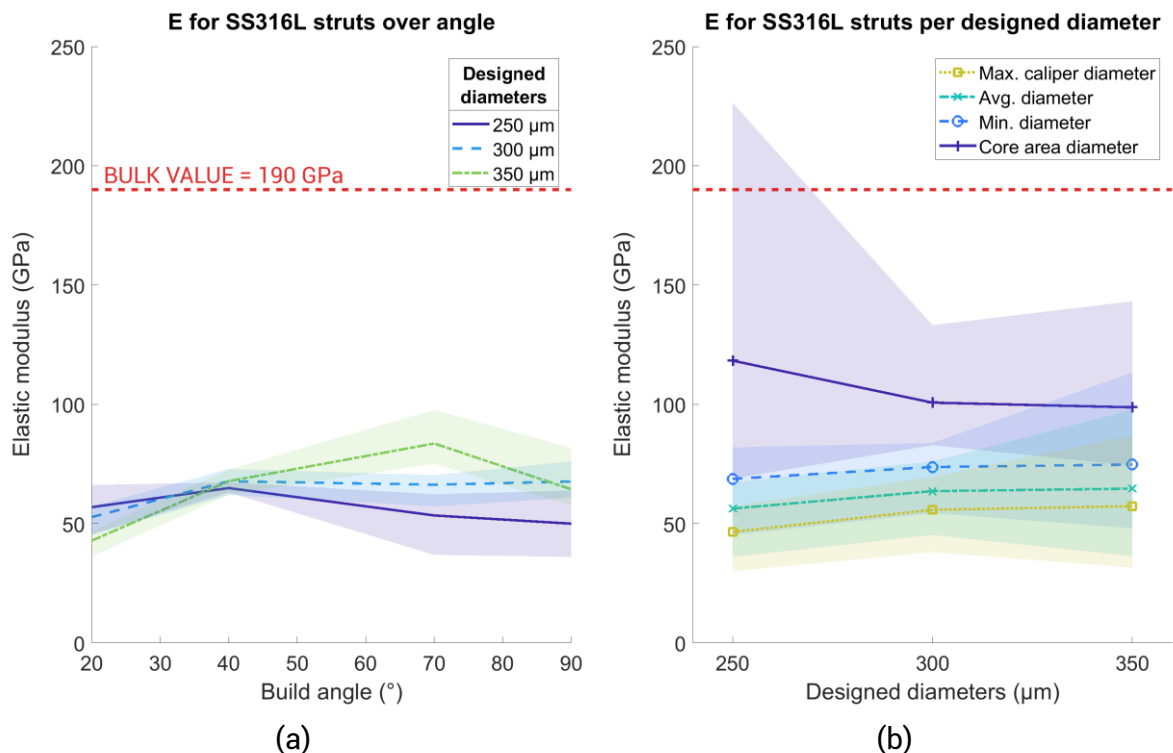 E for SS316L struts over angle
250
200
150
100
50
0
Elastic modulus (GPa)
Designed
diameters
250 µm
300 µm
350 µm
BULK VALUE = 190 GPa
20 30 40 50 60 70 80 90
Build angle (°)
(a)
E for SS316L struts per designed diameter
250
200
150
100
50
0
Elastic modulus (GPa)
Max. caliper diameter
Avg. diameter
Min. diameter
Core area diameter
250 300 350
Designed diameters (µm)
(b)